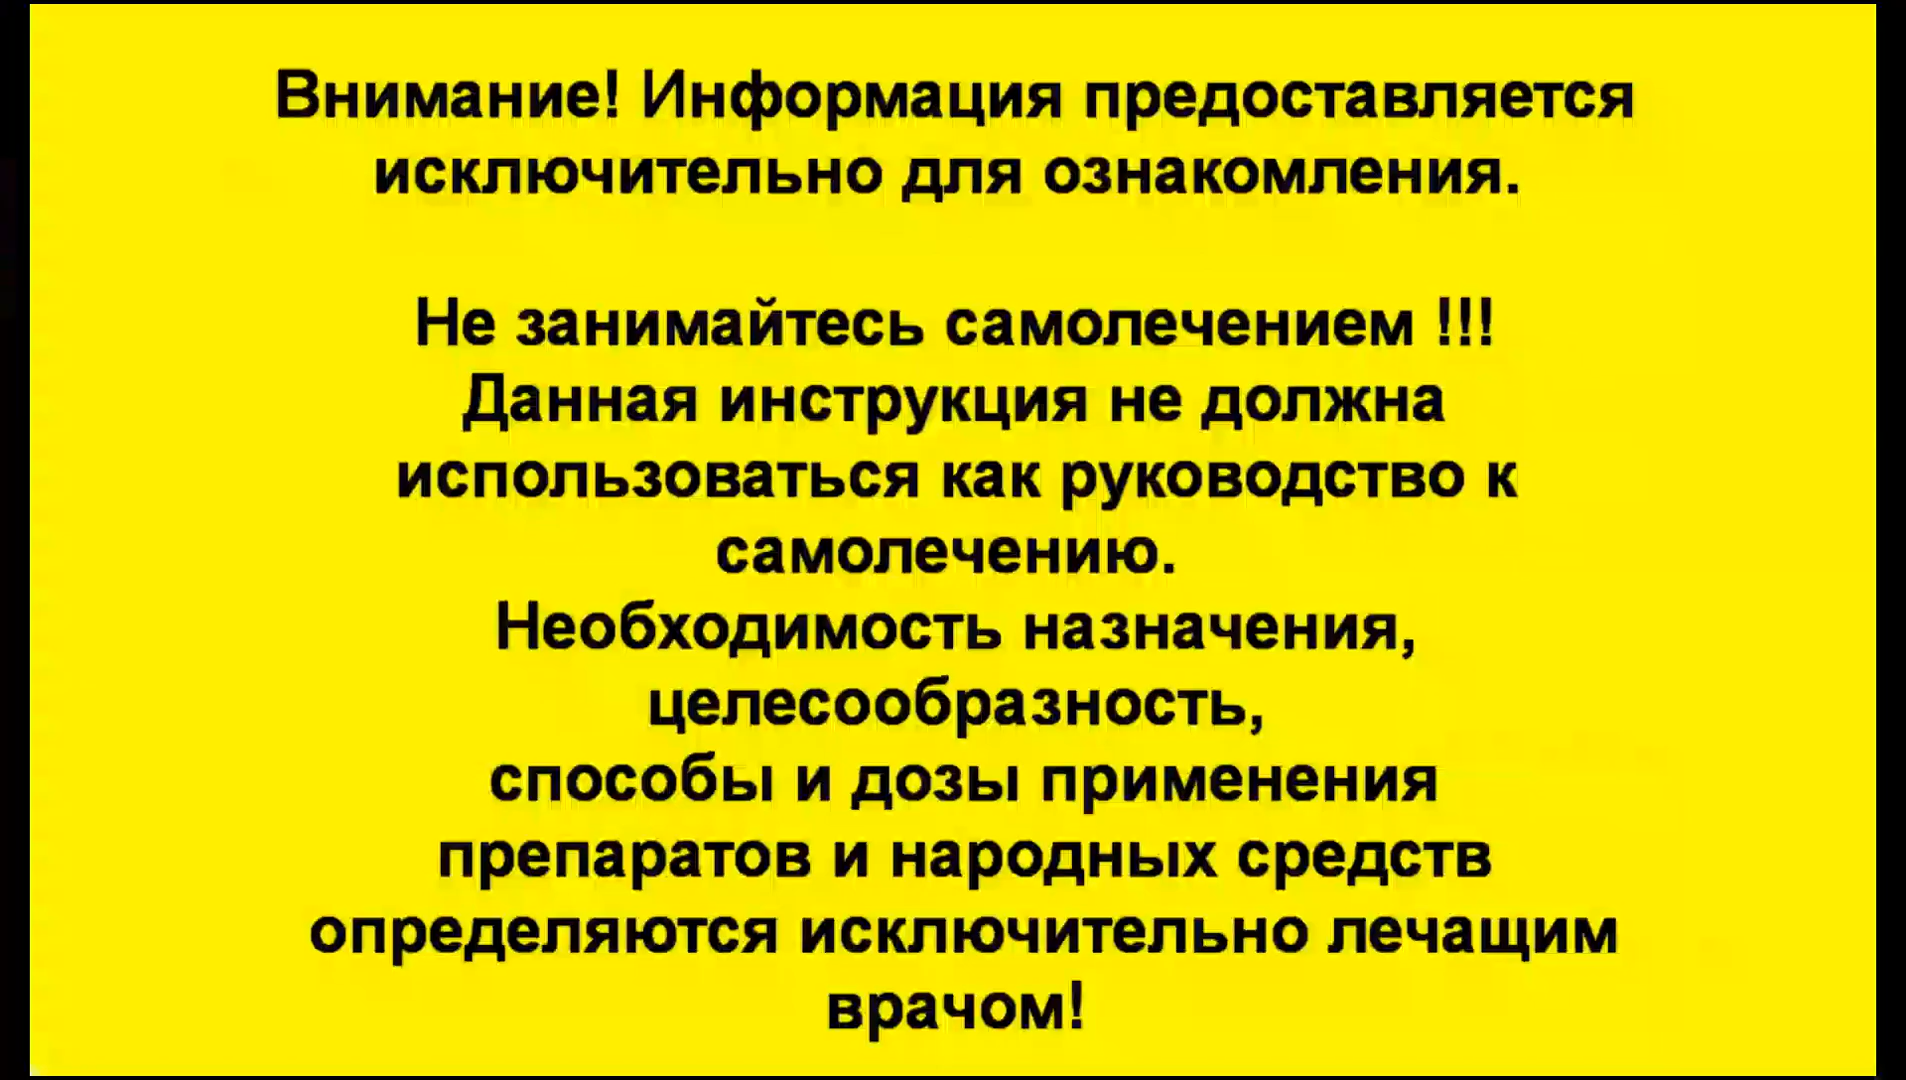 Внимание! Информация предоставляется
исключительно для ознакомления.
Не занимайтесь самолечением !!!
Данная инструкция не должна
использоваться как руководство к
самолечению.
Необходимость назначения,
целесообразность,
способы и дозы применения
препаратов и народных средств
определяются исключительно лечащим
врачом!